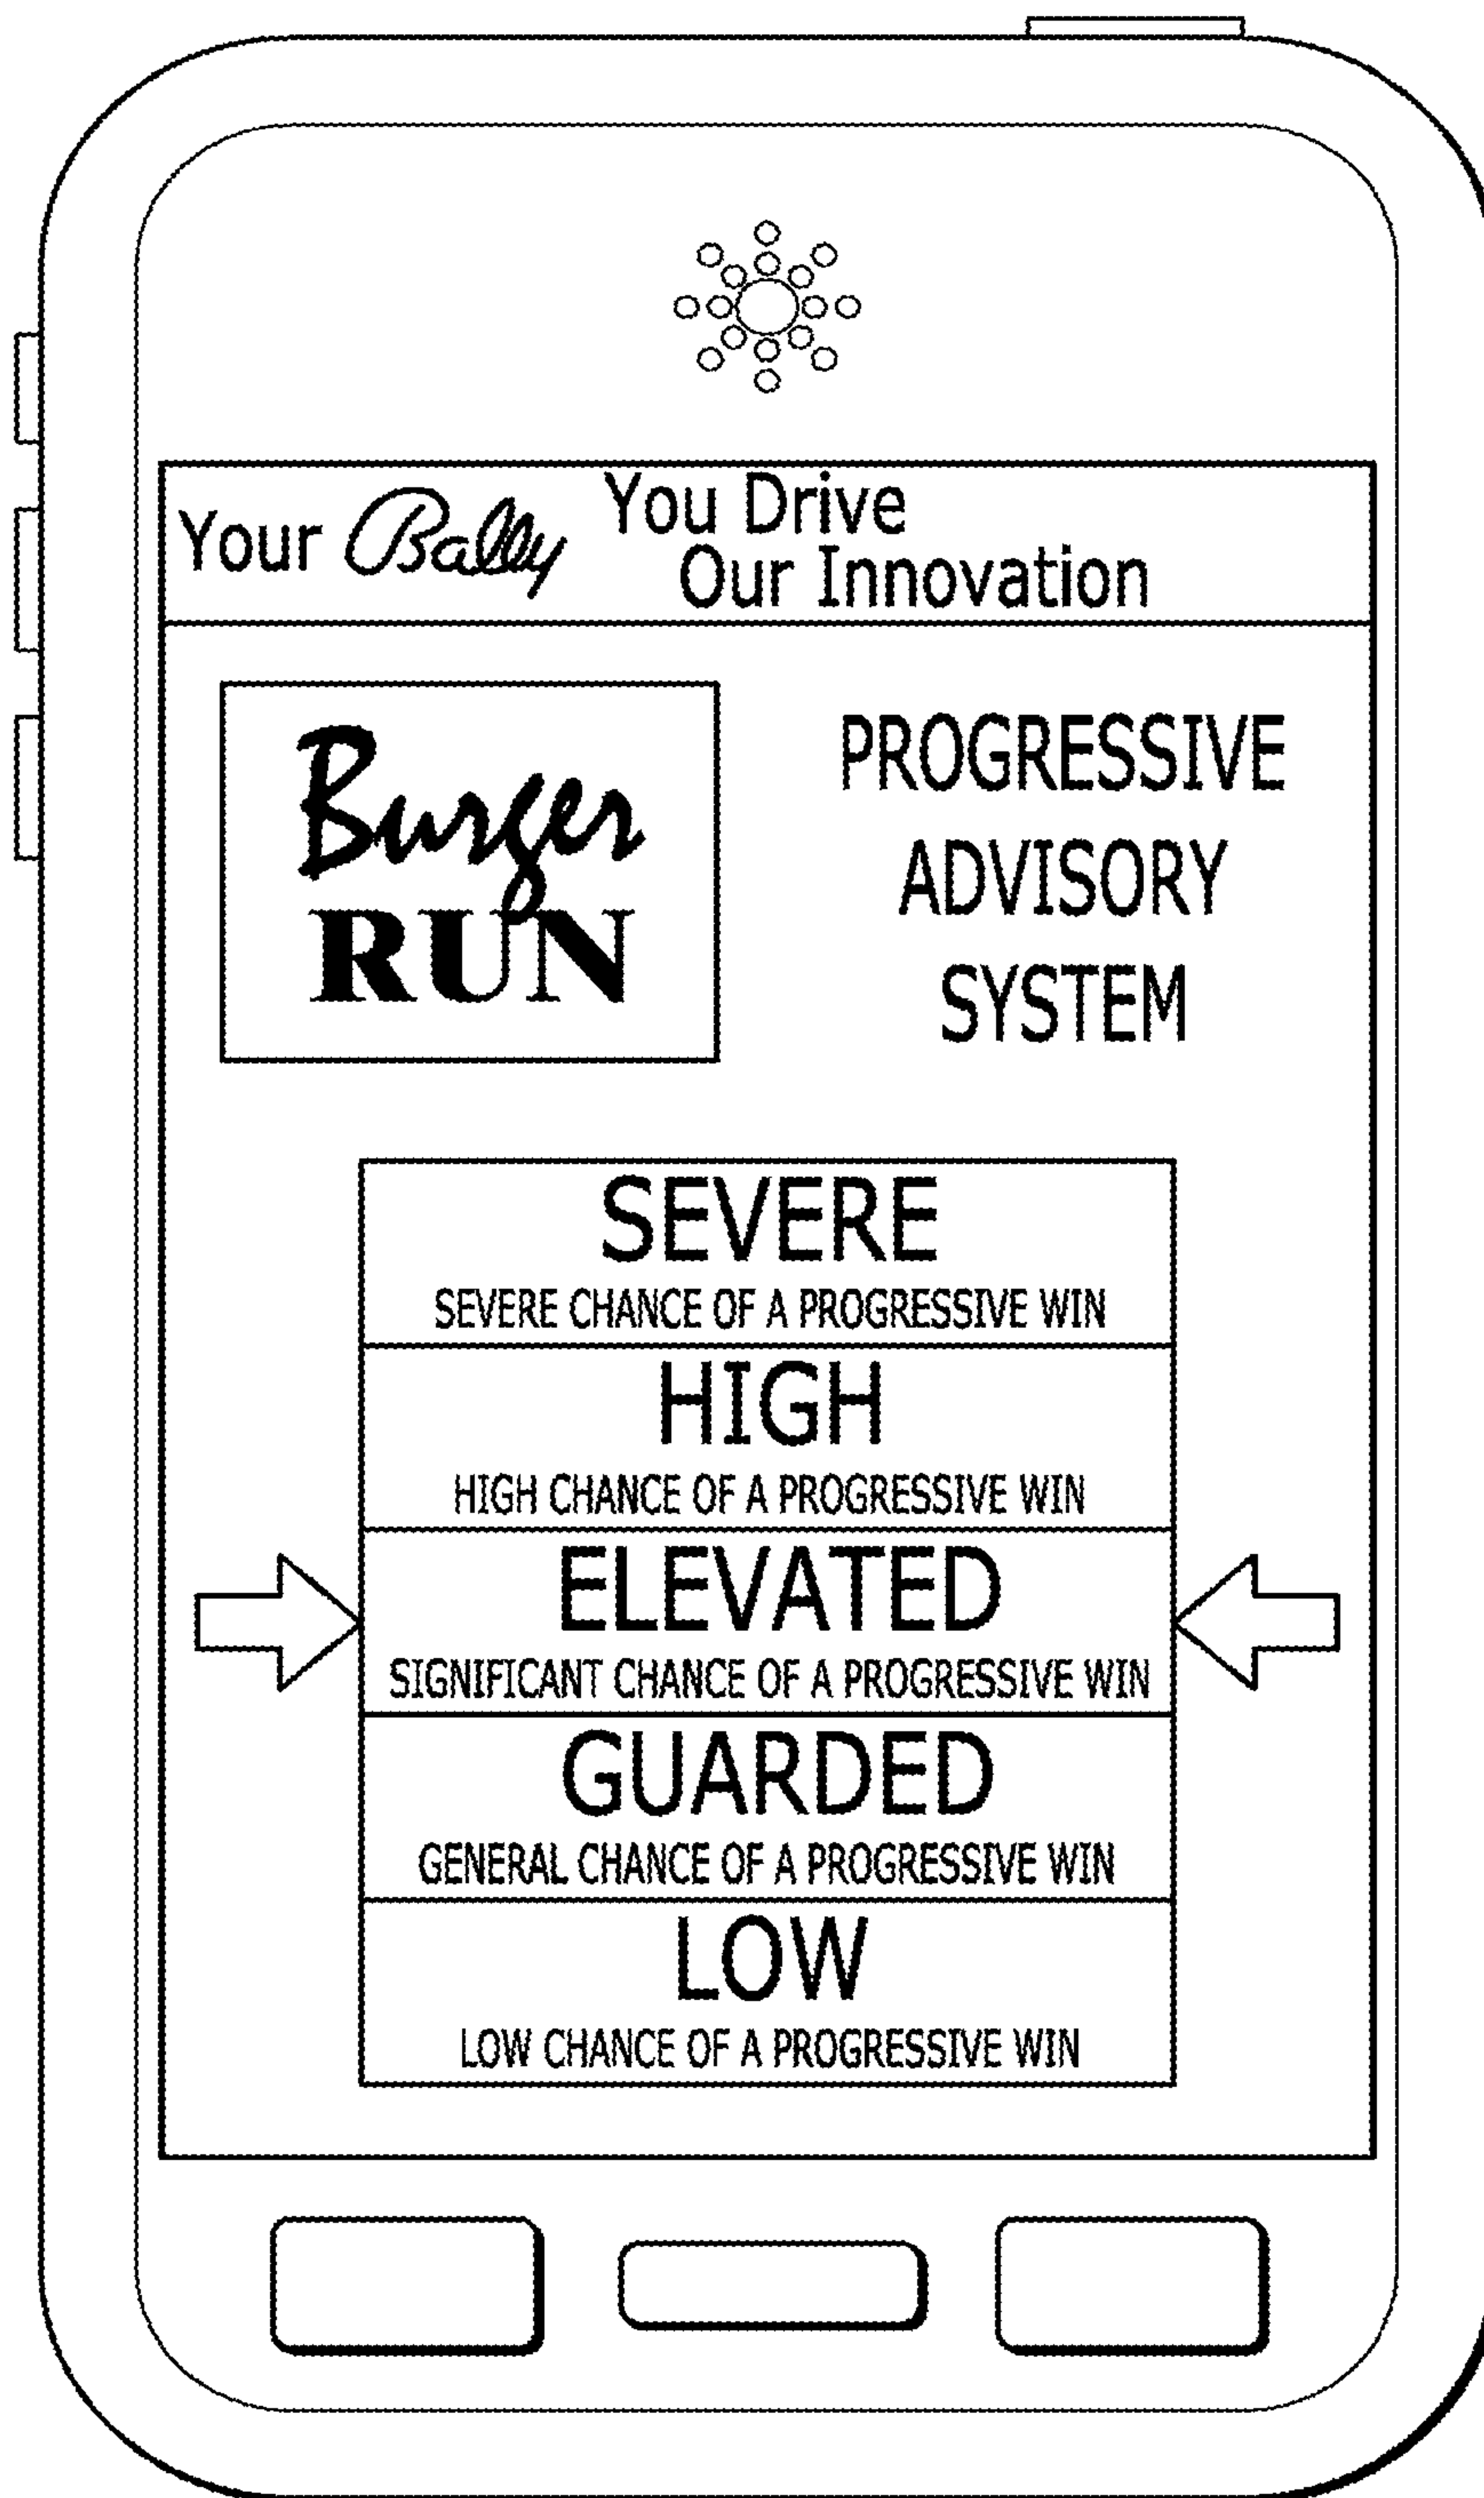 Your Bally You Drive
Our Innovation
Burger
RUN
PROGRESSIVE
ADVISORY
SYSTEM
SEVERE
SEVERE CHANCE OF A PROGRESSIVE WIN
HIGH
HIGH CHANCE OF A PROGRESSIVE WIN
ELEVATED
SIGNIFICANT CHANCE OF A PROGRESSIVE WIN
GUARDED
GENERAL CHANCE OF A PROGRESSIVE WIN
LOW
LOW CHANCE OF A PROGRESSIVE WIN